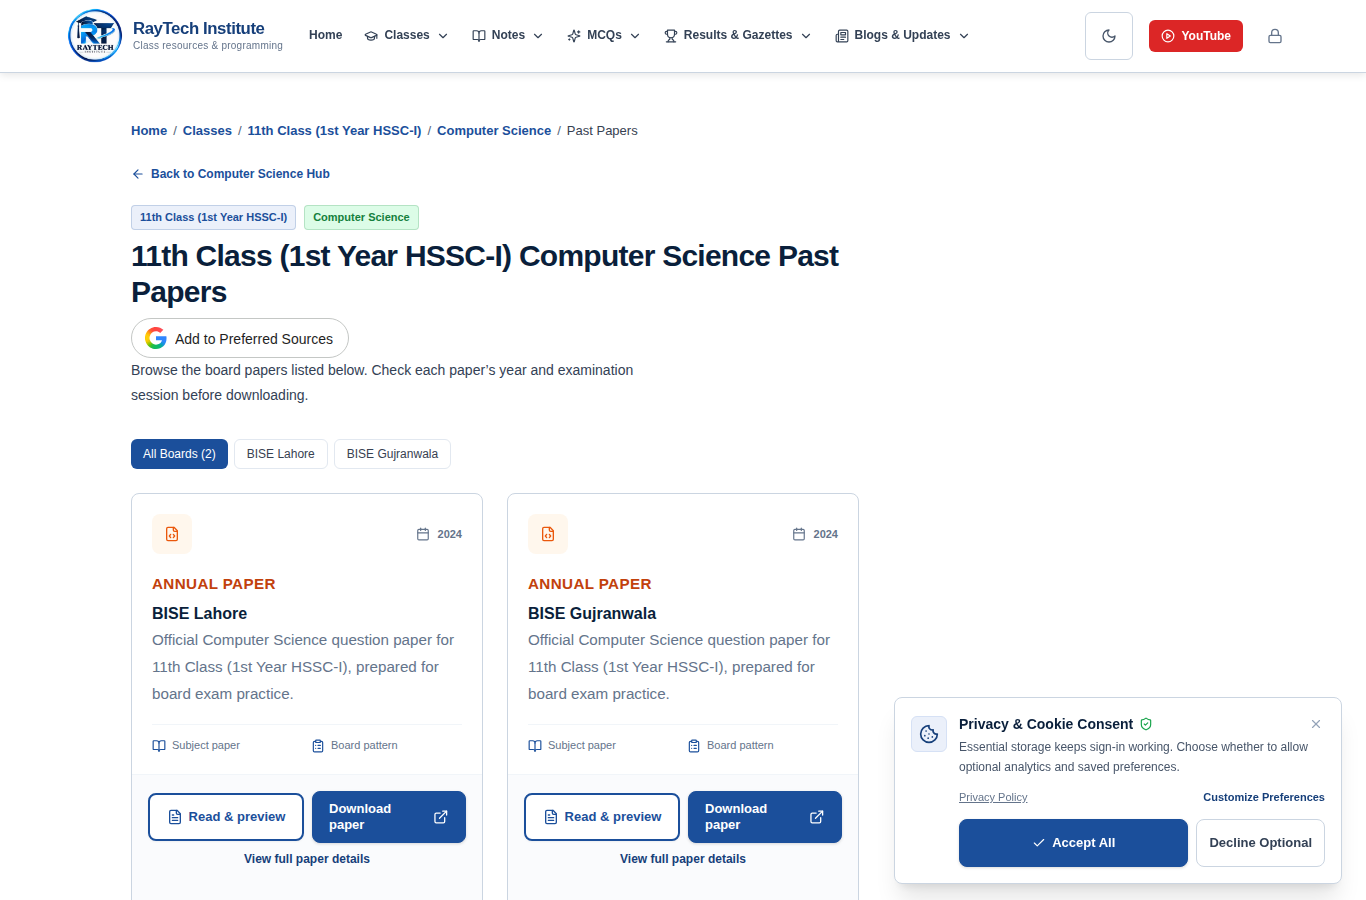 RT
RAYTECH
RayTech Institute
Class resources & programming
Home
Classes
Notes
MCQs
Results & Gazettes
Blogs & Updates
YouTube
Home / Classes / 11th Class (1st Year HSSC-I) / Computer Science / Past Papers
Back to Computer Science Hub
11th Class (1st Year HSSC-I)
Computer Science
11th Class (1st Year HSSC-I) Computer Science Past
Papers
Add to Preferred Sources
Browse the board papers listed below. Check each paper’s year and examination
session before downloading.
All Boards (2)
BISE Lahore
BISE Gujranwala
2024
ANNUAL PAPER
BISE Lahore
Official Computer Science question paper for
11th Class (1st Year HSSC-I), prepared for
board exam practice.
Subject paper
Board pattern
Read & preview
Download
paper
View full paper details
2024
ANNUAL PAPER
BISE Gujranwala
Official Computer Science question paper for
11th Class (1st Year HSSC-I), prepared for
board exam practice.
Subject paper
Board pattern
Read & preview
Download
paper
View full paper details
Privacy & Cookie Consent
Essential storage keeps sign-in working. Choose whether to allow
optional analytics and saved preferences.
Privacy Policy
Customize Preferences
Accept All
Decline Optional